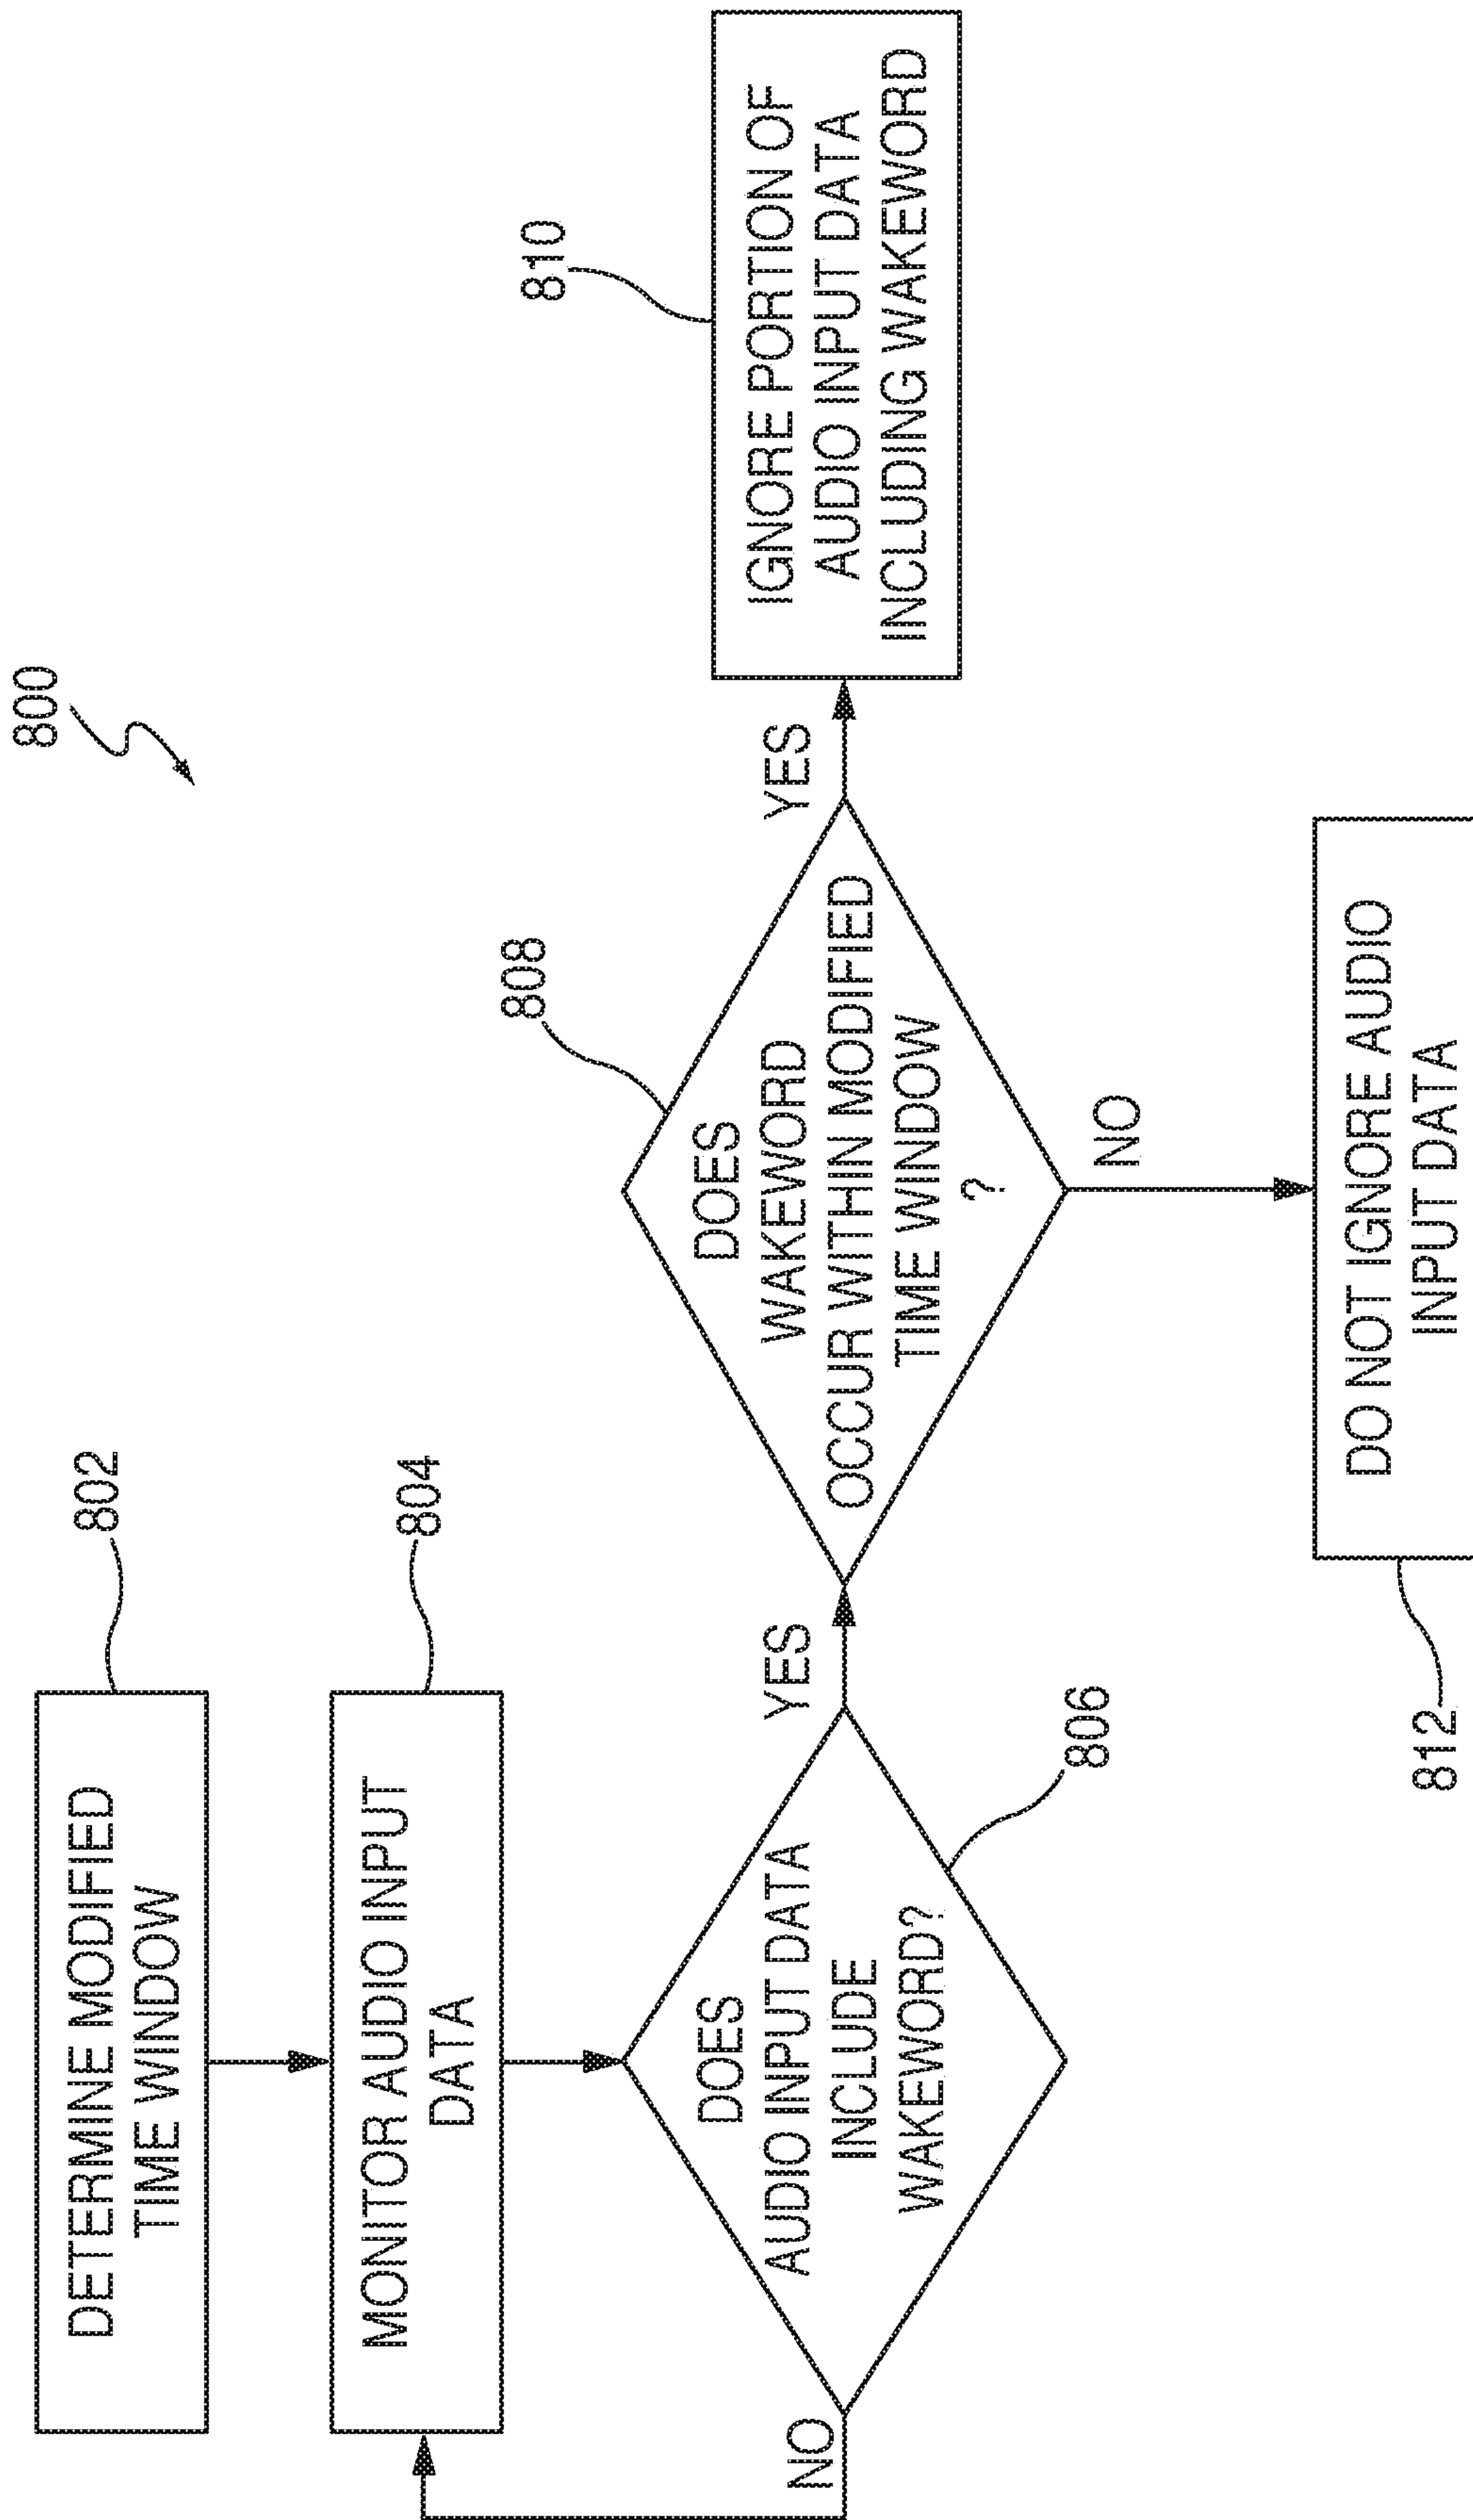 800
802
DETERMINE MODIFIED
TIME WINDOW
804
MONITOR AUDIO INPUT
DATA
DOES
AUDIO INPUT DATA
INCLUDE
WAKEWORD?
806
NO
YES
808
DOES
WAKEWORD
OCCUR WITHIN MODIFIED
TIME WINDOW
?
YES
810
IGNORE PORTION OF
AUDIO INPUT DATA
INCLUDING WAKEWORD
NO
812
DO NOT IGNORE AUDIO
INPUT DATA